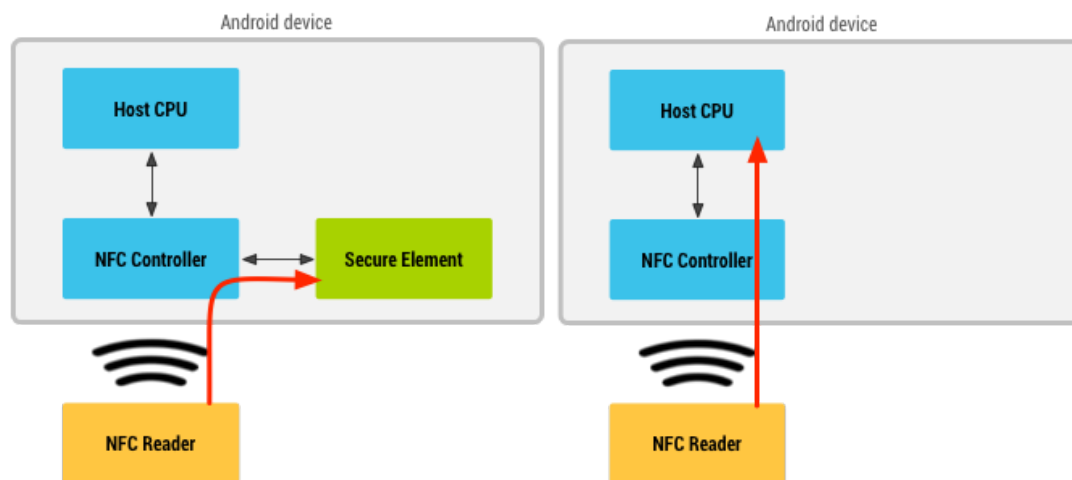 Android device
Host CPU
NFC Controller
Secure Element
NFC Reader
Android device
Host CPU
NFC Controller
NFC Reader